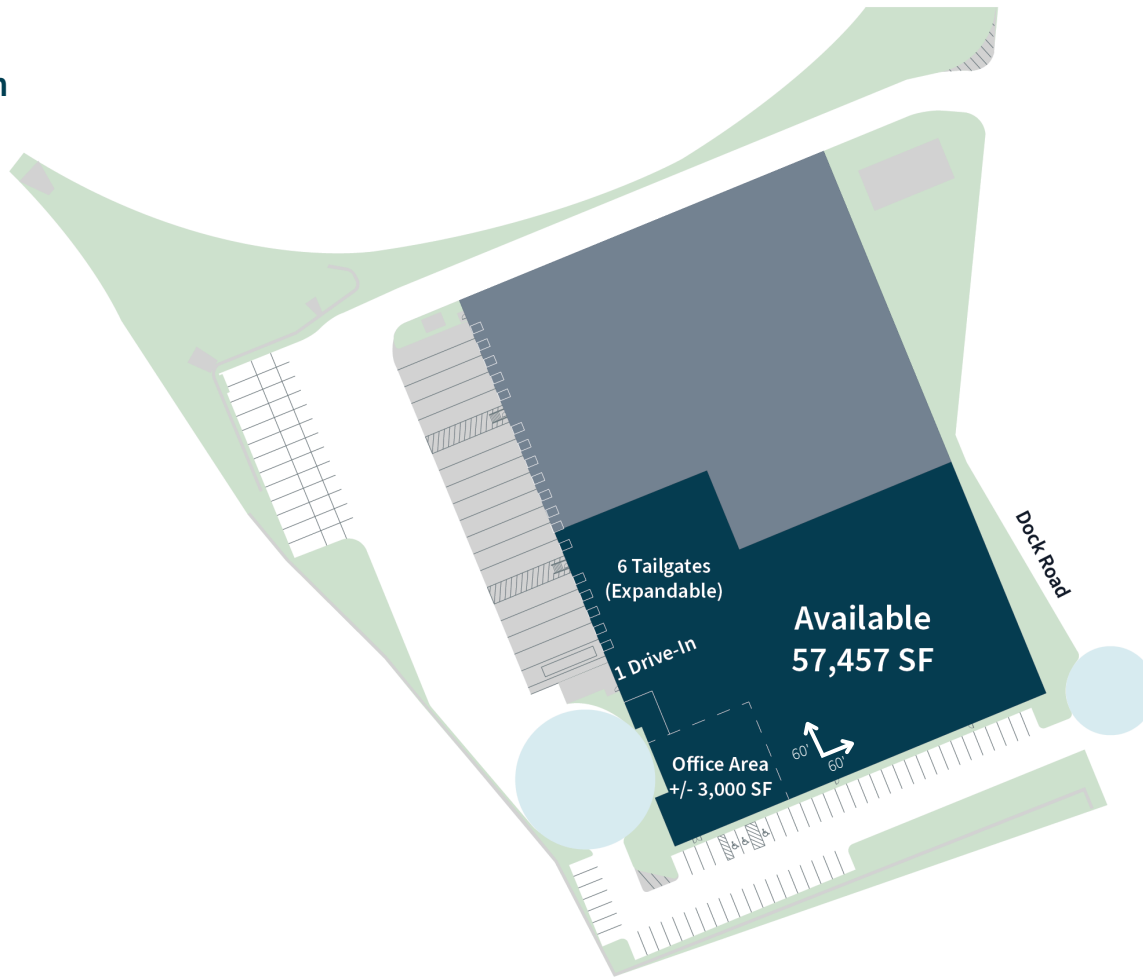 6 Tailgates
(Expandable)
Available
57,457 SF
1 Drive-In
Office Area
+/- 3,000 SF
60'
60'
Dock Road